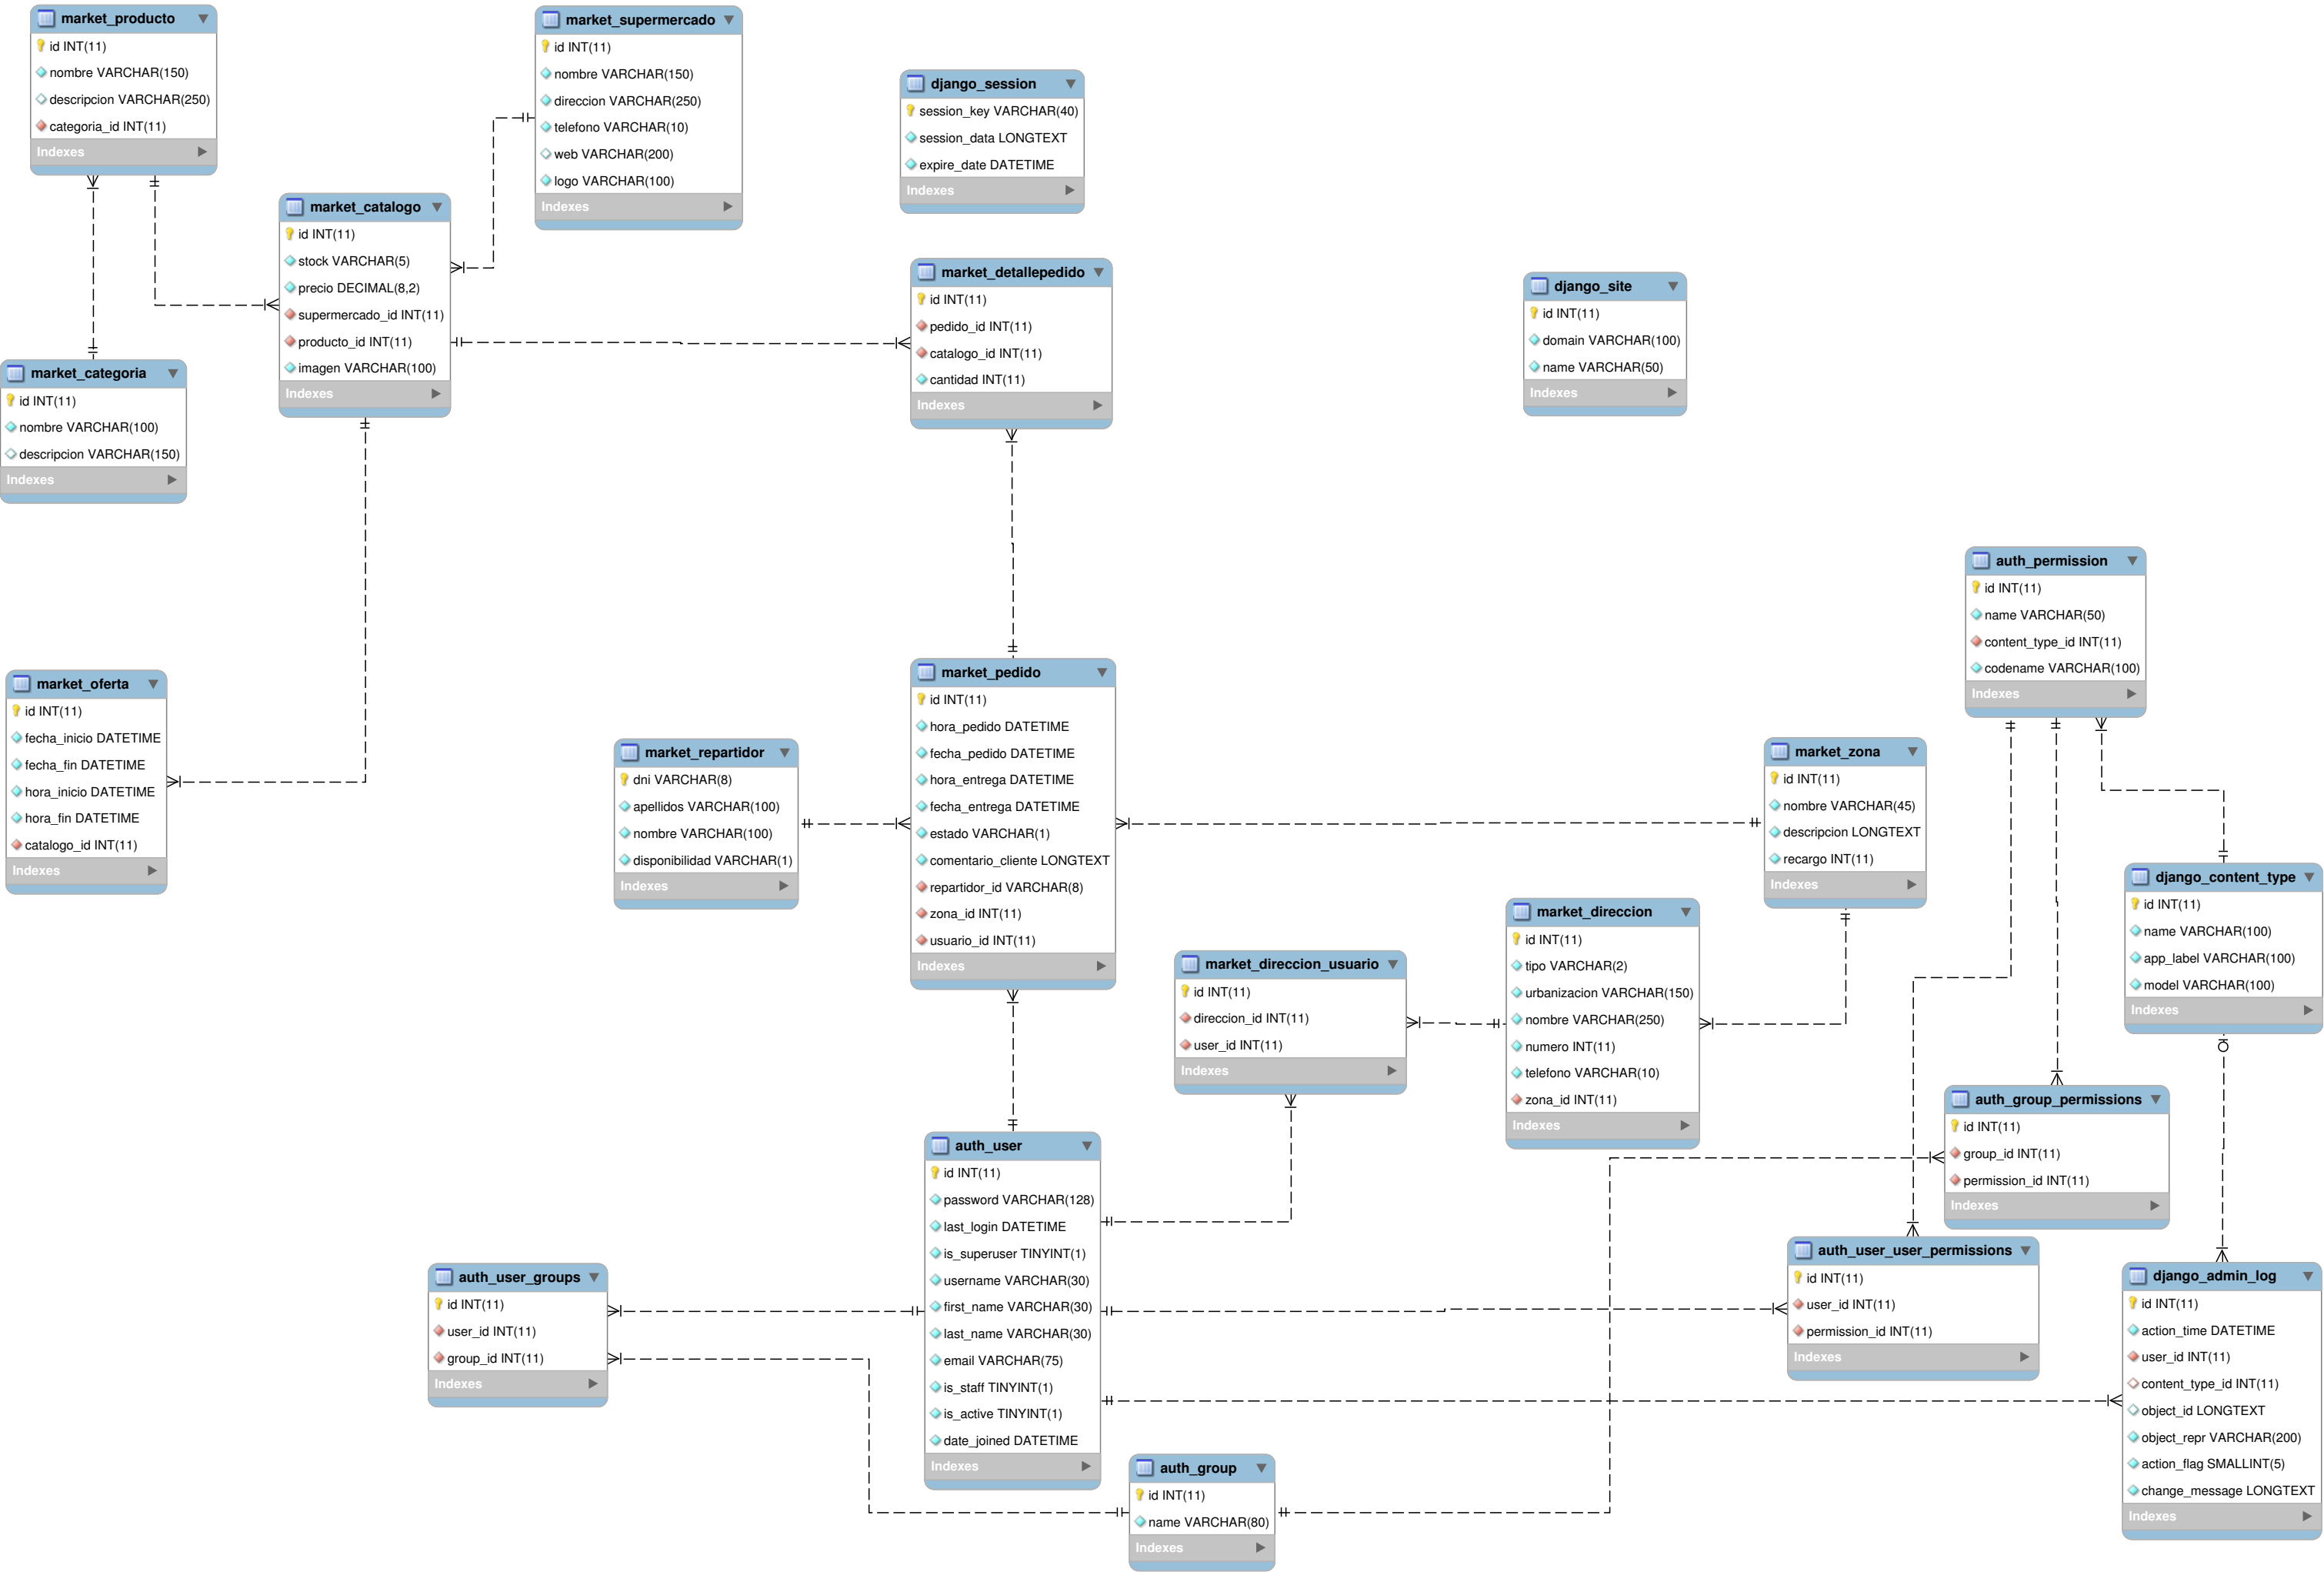 market_producto
id INT(11)
nombre VARCHAR(150)
descripcion VARCHAR(250)
categoria_id INT(11)
Indexes
market_supermercado
id INT(11)
nombre VARCHAR(150)
direccion VARCHAR(250)
telefono VARCHAR(10)
web VARCHAR(200)
logo VARCHAR(100)
Indexes
django_session
session_key VARCHAR(40)
session_data LONGTEXT
expire_date DATETIME
Indexes
market_catalogo
id INT(11)
stock VARCHAR(5)
precio DECIMAL(8,2)
supermercado_id INT(11)
producto_id INT(11)
imagen VARCHAR(100)
Indexes
market_detallepedido
id INT(11)
pedido_id INT(11)
catalogo_id INT(11)
cantidad INT(11)
Indexes
django_site
id INT(11)
domain VARCHAR(100)
name VARCHAR(50)
Indexes
market_categoria
id INT(11)
nombre VARCHAR(100)
descripcion VARCHAR(150)
Indexes
auth_permission
id INT(11)
name VARCHAR(50)
content_type_id INT(11)
codename VARCHAR(100)
Indexes
market_oferta
id INT(11)
fecha_inicio DATETIME
fecha_fin DATETIME
hora_inicio DATETIME
hora_fin DATETIME
catalogo_id INT(11)
Indexes
market_pedido
id INT(11)
hora_pedido DATETIME
fecha_pedido DATETIME
hora_entrega DATETIME
fecha_entrega DATETIME
estado VARCHAR(1)
comentario_cliente LONGTEXT
repartidor_id VARCHAR(8)
zona_id INT(11)
usuario_id INT(11)
Indexes
market_repartidor
dni VARCHAR(8)
apellidos VARCHAR(100)
nombre VARCHAR(100)
disponibilidad VARCHAR(1)
Indexes
market_zona
id INT(11)
nombre VARCHAR(45)
descripcion LONGTEXT
recargo INT(11)
Indexes
django_content_type
id INT(11)
name VARCHAR(100)
app_label VARCHAR(100)
model VARCHAR(100)
Indexes
market_direccion
id INT(11)
tipo VARCHAR(2)
urbanizacion VARCHAR(150)
nombre VARCHAR(250)
numero INT(11)
telefono VARCHAR(10)
zona_id INT(11)
Indexes
market_direccion_usuario
id INT(11)
direccion_id INT(11)
user_id INT(11)
Indexes
auth_group_permissions
id INT(11)
group_id INT(11)
permission_id INT(11)
Indexes
auth_user
id INT(11)
password VARCHAR(128)
last_login DATETIME
is_superuser TINYINT(1)
username VARCHAR(30)
first_name VARCHAR(30)
last_name VARCHAR(30)
email VARCHAR(75)
is_staff TINYINT(1)
is_active TINYINT(1)
date_joined DATETIME
Indexes
auth_user_user_permissions
id INT(11)
user_id INT(11)
permission_id INT(11)
Indexes
auth_user_groups
id INT(11)
user_id INT(11)
group_id INT(11)
Indexes
django_admin_log
id INT(11)
action_time DATETIME
user_id INT(11)
content_type_id INT(11)
object_id LONGTEXT
object_repr VARCHAR(200)
action_flag SMALLINT(5)
change_message LONGTEXT
Indexes
auth_group
id INT(11)
name VARCHAR(80)
Indexes